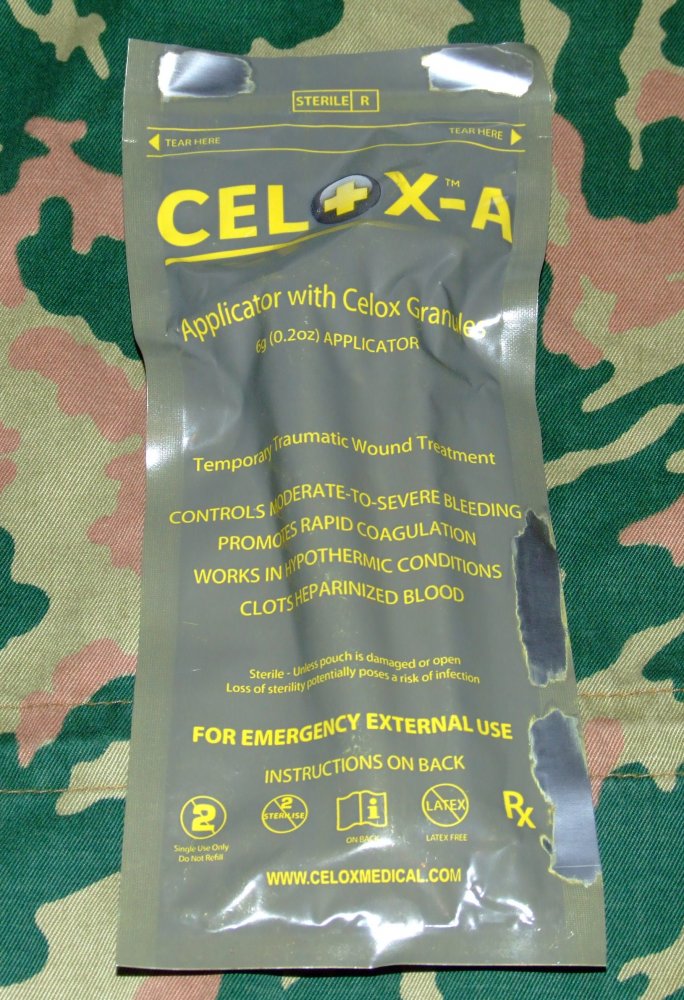 STERILE R
TEAR HERE TEAR HERE
CELOX™-A
Applicator with Celox Granules
6g (0.2oz) APPLICATOR
Temporary Traumatic Wound Treatment
CONTROLS MODERATE-TO-SEVERE BLEEDING
PROMOTES RAPID COAGULATION
WORKS IN HYPOTHERMIC CONDITIONS
CLOTS HEPARINIZED BLOOD
Sterile - Unless pouch is damaged or open
Loss of sterility potentially poses a risk of infection
FOR EMERGENCY EXTERNAL USE
INSTRUCTIONS ON BACK
2 2 STERILISE i LATEX Rx
Single Use Only
Do Not Refill
ON BACK
LATEX FREE
WWW.CELOXMEDICAL.COM